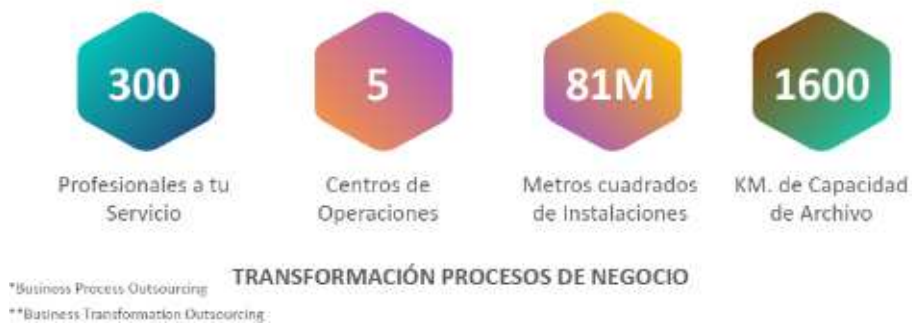 300
5
81M
1600
Profesionales a tu
Servicio
Centros de
Operaciones
Metros cuadrados
de Instalaciones
KM. de Capacidad
de Archivo
TRANSFORMACIÓN PROCESOS DE NEGOCIO
*Business Process Outsourcing
**Business Transformation Outsourcing